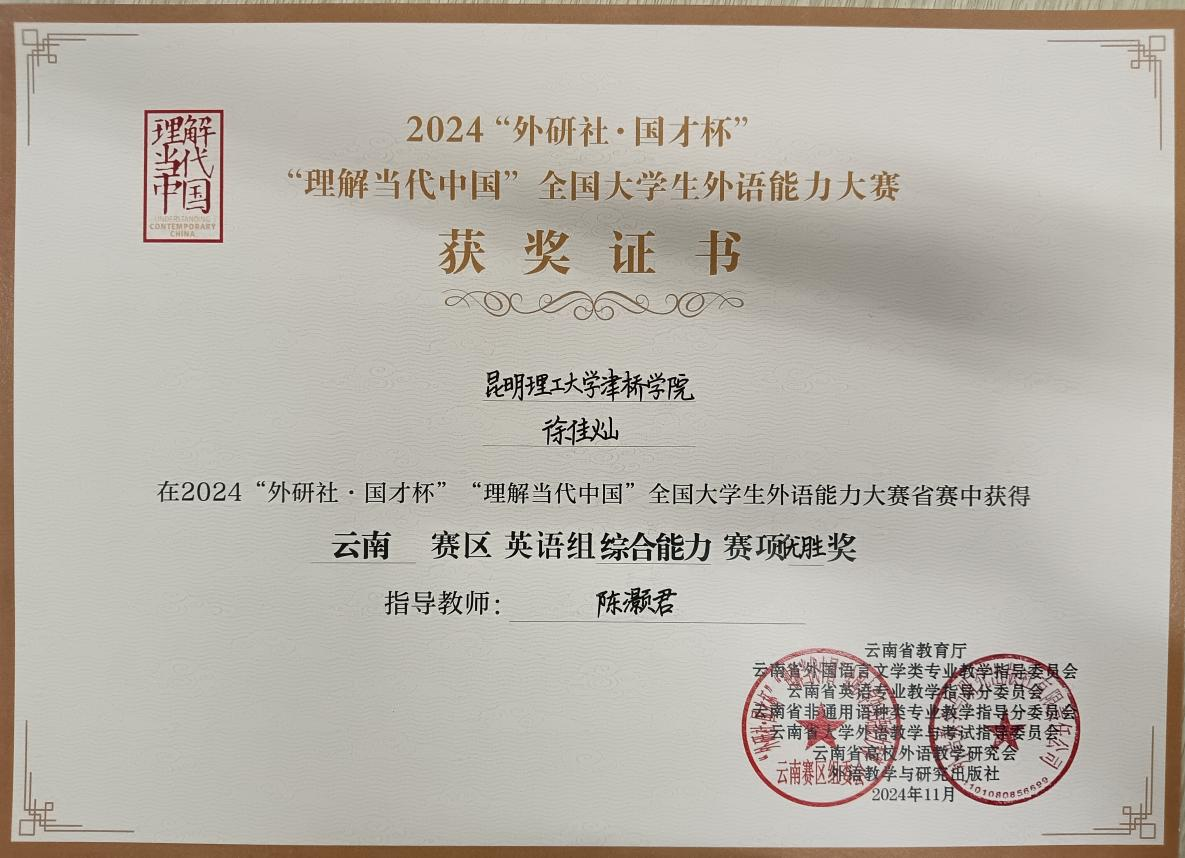 理解
当代
中国
UNDERSTANDING
CONTEMPORARY
CHINA
2024“外研社·国才杯”
“理解当代中国”全国大学生外语能力大赛
获奖证书
昆明理工大学津桥学院
徐佳灿
在2024“外研社·国才杯”“理解当代中国”全国大学生外语能力大赛省赛中获得
云南 赛区 英语组综合能力 赛项优胜奖
指导教师：陈灏君
云南省教育厅
云南省外国语言文学类专业教学指导委员会
云南省英语专业教学指导分委员会
云南省非通用语种类专业教学指导分委员会
云南省大学外语教学与考试指导委员会
云南省高校外语教学研究会
外语教学与研究出版社
2024年11月
云南赛区组委会
1101080856699